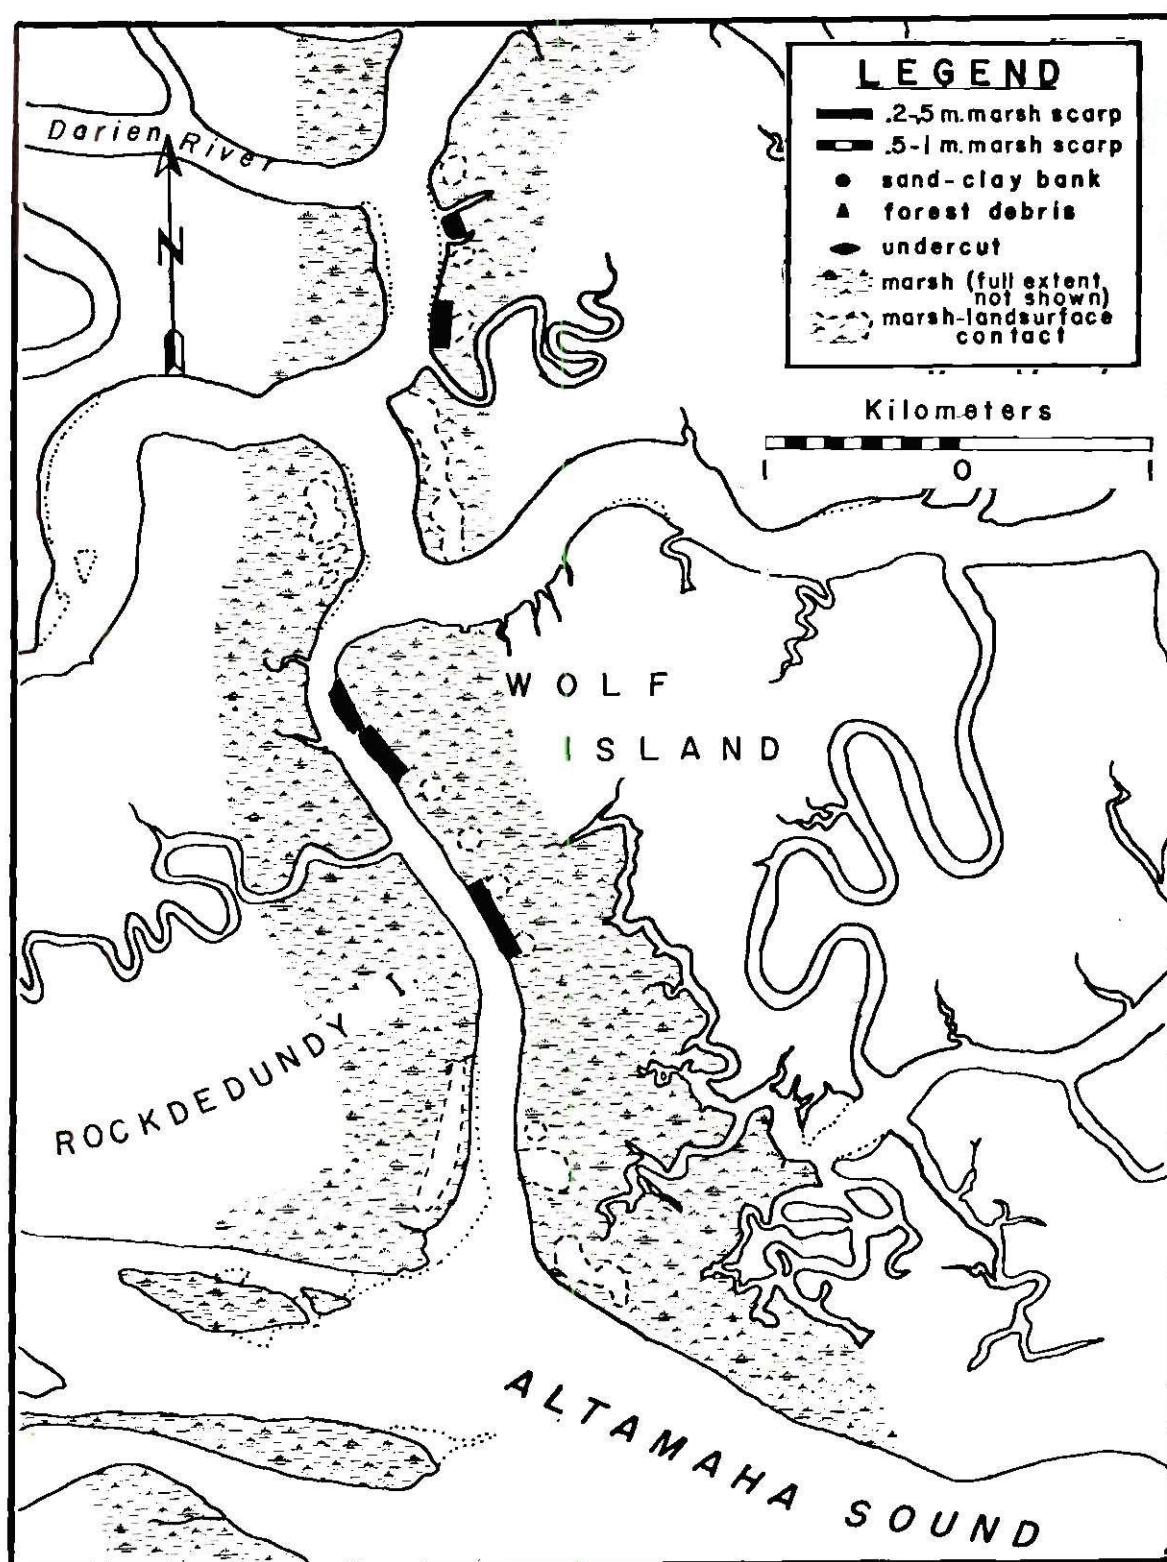 LEGEND
.2-.5 m. marsh scarp
.5-1 m. marsh scarp
sand-clay bank
forest debris
undercut
marsh (full extent
not shown)
marsh-landsurface
contact
Darien River
N
Kilometers
1 0 1
WOLF
ISLAND
ROCKDEDUNDY I.
ALTAMAHA SOUND